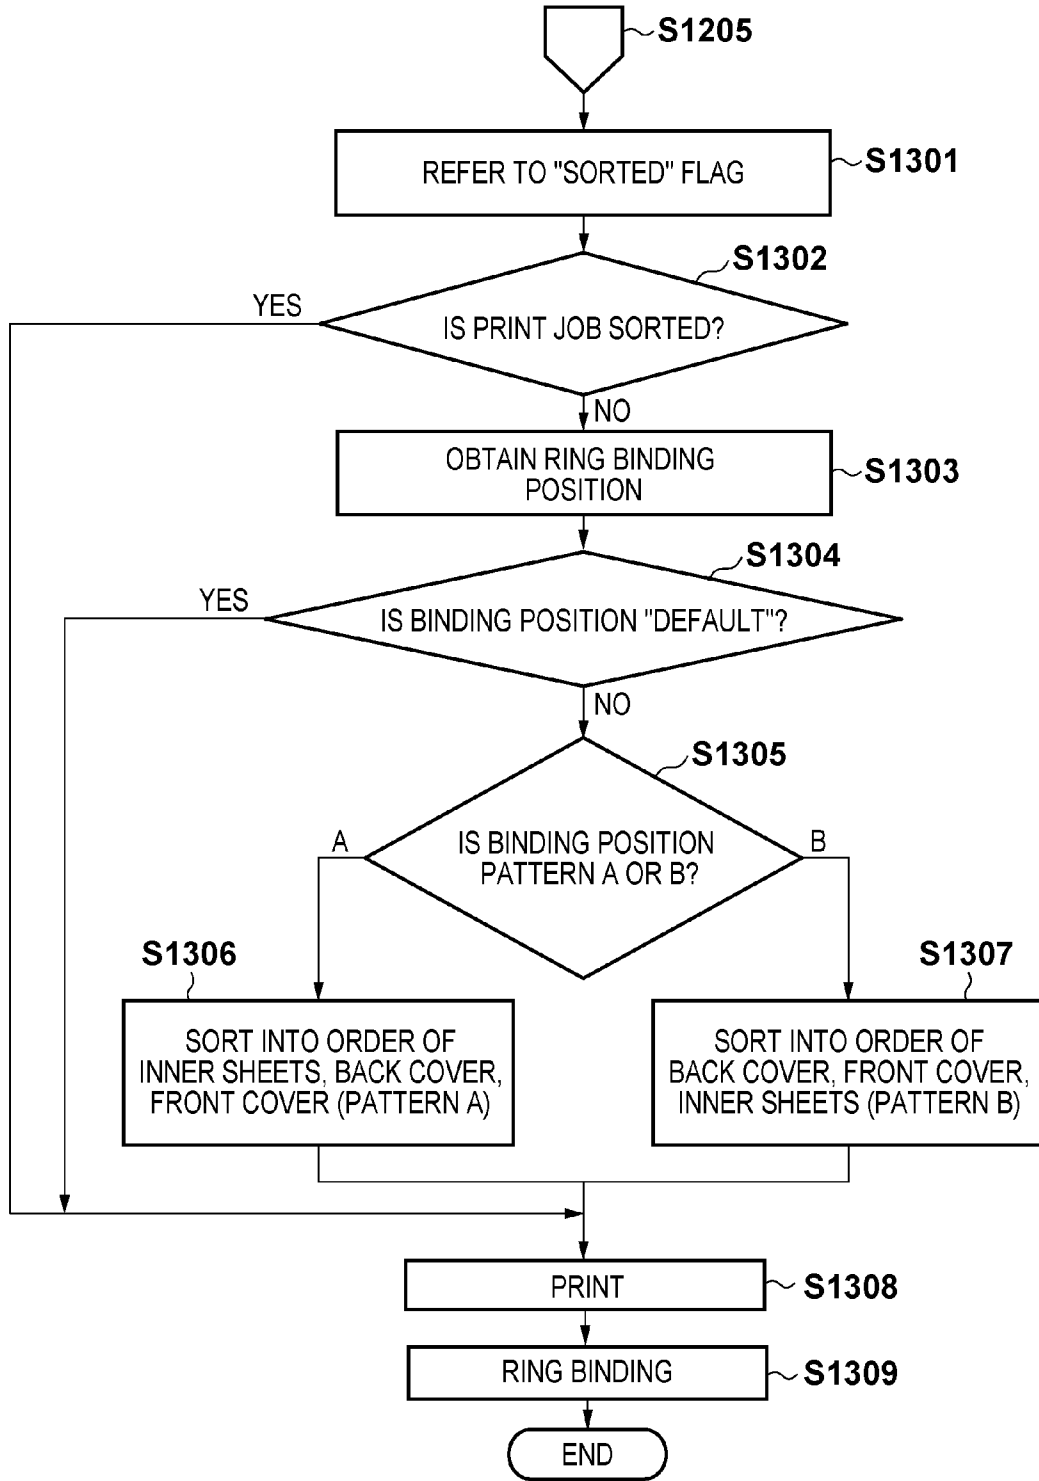 S1205
S1301
REFER TO "SORTED" FLAG
S1302
YES
IS PRINT JOB SORTED?
NO
OBTAIN RING BINDING
POSITION
S1303
S1304
YES
IS BINDING POSITION "DEFAULT"?
NO
S1305
A
IS BINDING POSITION
PATTERN A OR B?
B
S1306
S1307
SORT INTO ORDER OF
INNER SHEETS, BACK COVER,
FRONT COVER (PATTERN A)
SORT INTO ORDER OF
BACK COVER, FRONT COVER,
INNER SHEETS (PATTERN B)
PRINT
S1308
RING BINDING
S1309
END